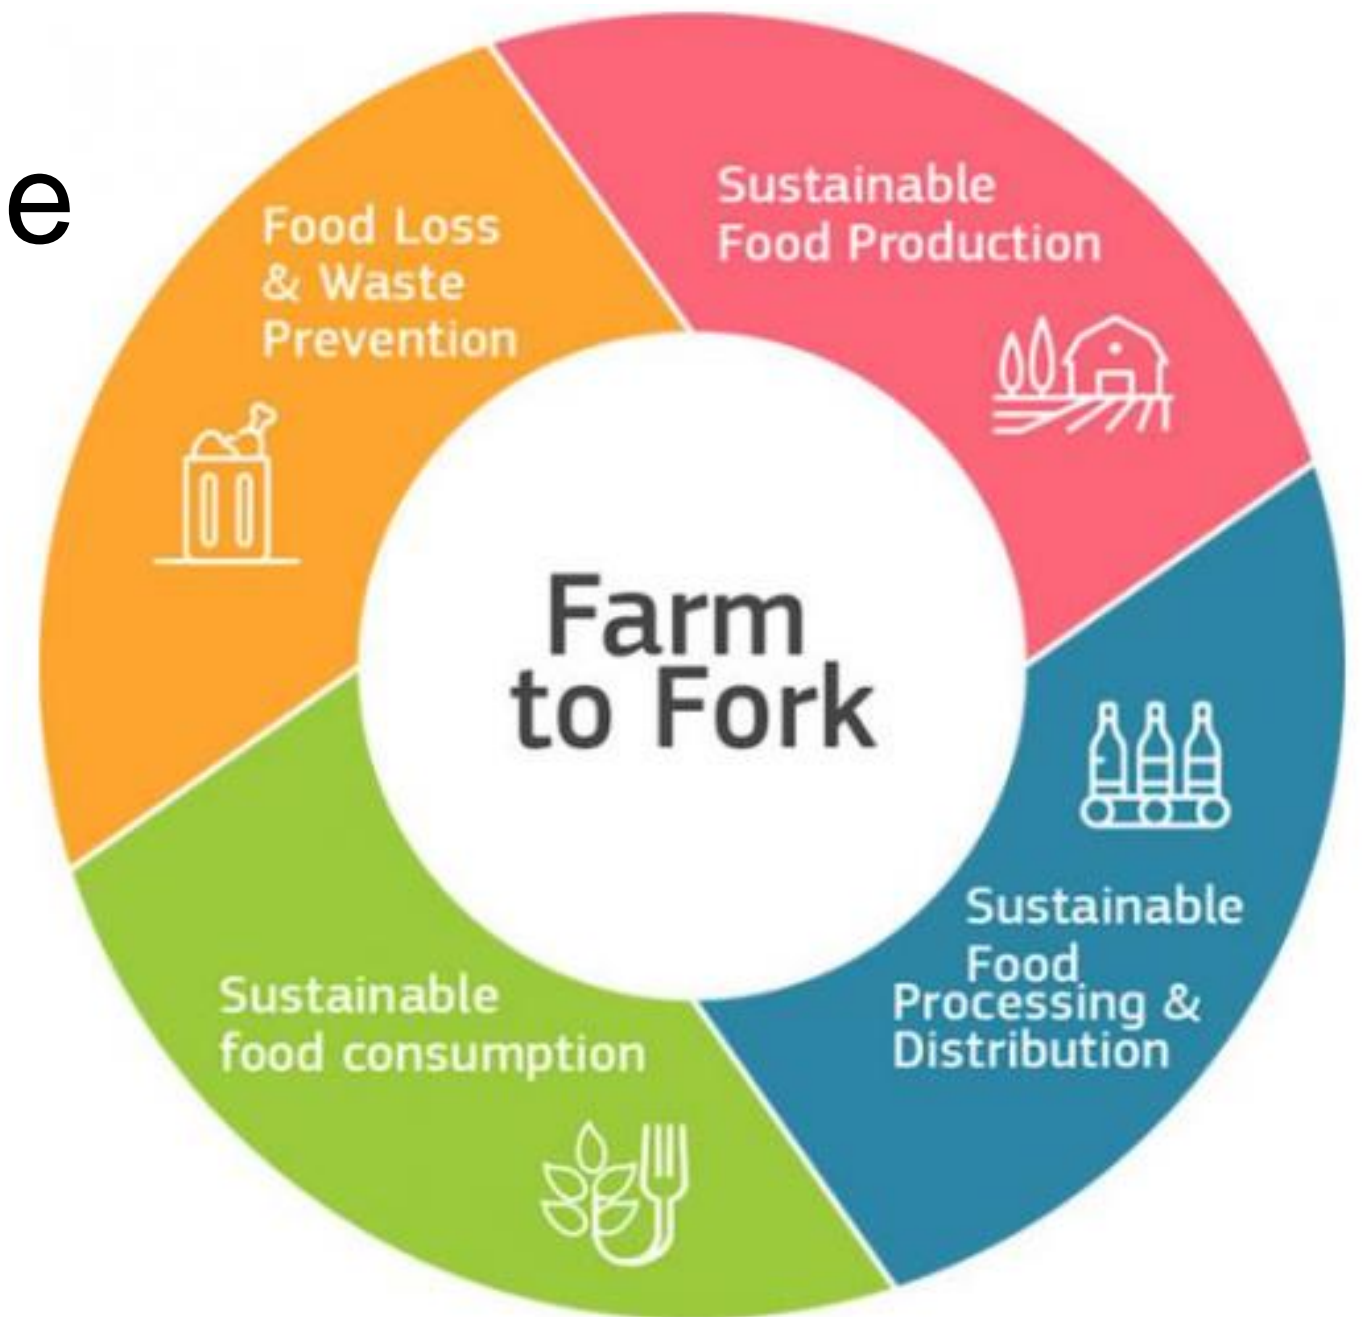 e
Food Loss
& Waste
Prevention
Sustainable
Food Production
Farm
to Fork
Sustainable
Food
Processing &
Distribution
Sustainable
food consumption